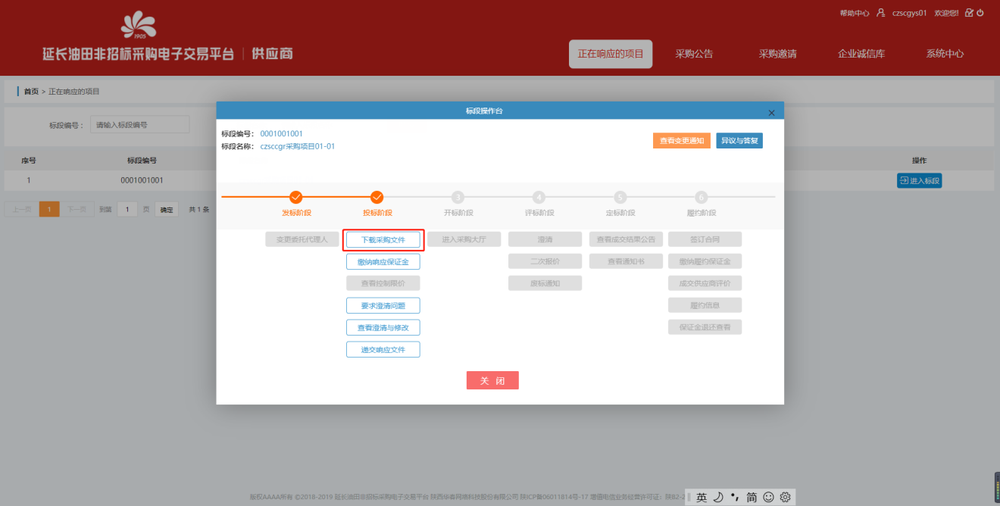 帮助中心 czscgys01 欢迎您!!
1905
延长油田非招标采购电子交易平台 | 供应商
正在响应的项目 采购公告 采购邀请 企业诚信库 系统中心
首页 > 正在响应的项目
标段编号： 请输入标段编号
序号 标段编号 操作
1 0001001001 进入标段
上一页 1 下一页 到第 1 页 确定 共 1 条
标段操作台
标段编号： 0001001001
标段名称： czsccgr采购项目01-01
查看变更通知 异议与答复
3 4 5 6
发标阶段 投标阶段 开标阶段 评标阶段 定标阶段 履约阶段
变更委托代理人 下载采购文件 进入采购大厅 澄清 查看成交结果公告 签订合同
缴纳响应保证金 二次报价 查看通知书 缴纳履约保证金
查看控制限价 废标通知 成交供应商评价
要求澄清问题 履约信息
查看澄清与修改 保证金退还查看
递交响应文件
关 闭
版权AAAA所有 ©2018-2019 延长油田非招标采购电子交易平台 陕西华春网络科技股份有限公司 陕ICP备06011814号-17 增值电信业务经营许可证：陕B2-2
英 简